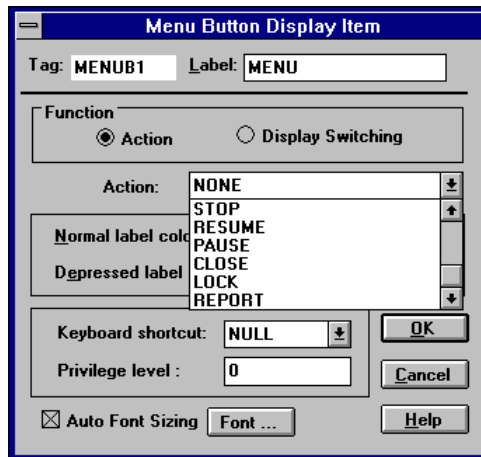 Menu Button Display Item
Tag: MENUB1 Label: MENU
Function
Action Display Switching
Action: NONE
STOP
RESUME
Normal label colo
PAUSE
CLOSE
Depressed label
LOCK
REPORT
Keyboard shortcut: NULL OK
Privilege level : 0 Cancel
Auto Font Sizing Font ... Help